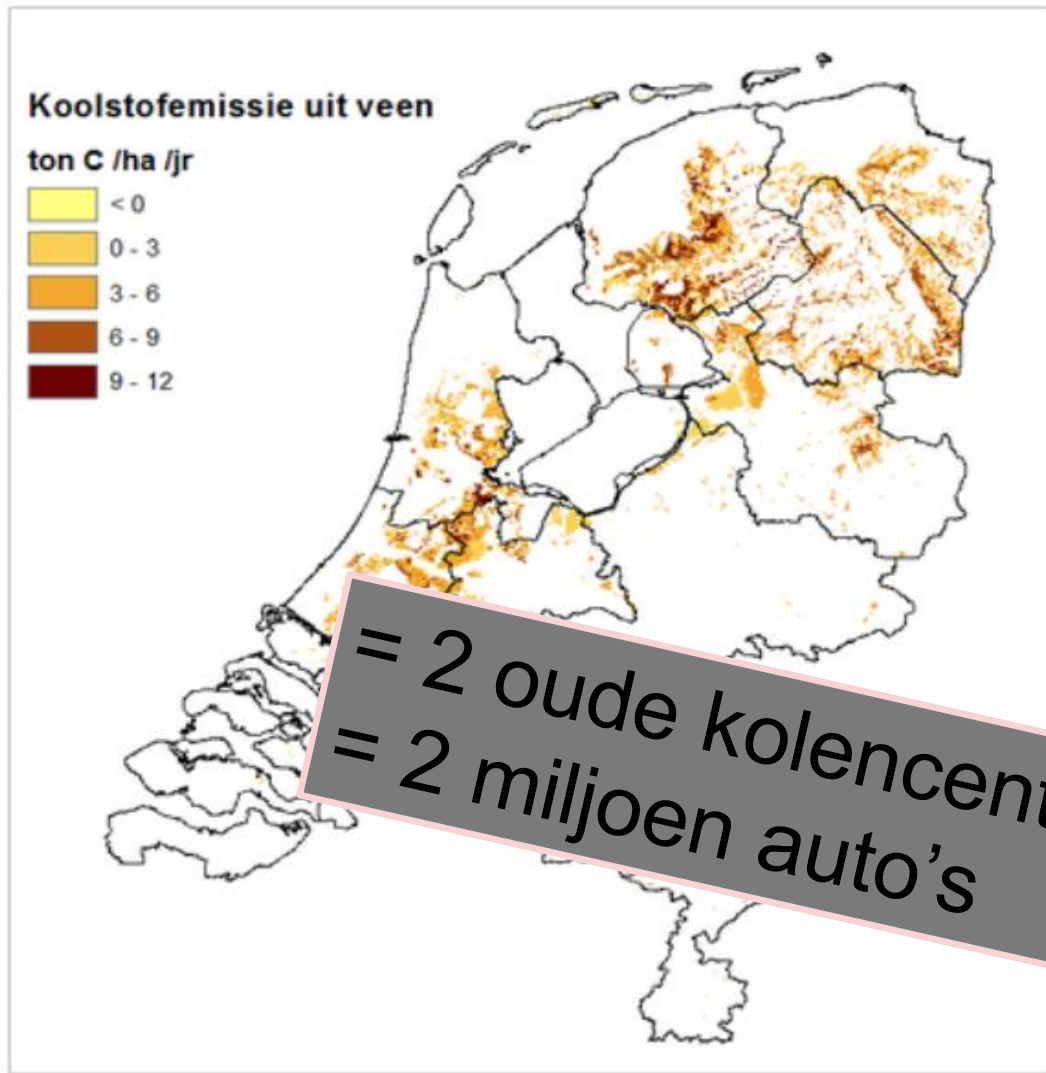 Koolstofemissie uit veen
ton C /ha /jr
< 0
0 - 3
3 - 6
6 - 9
9 - 12
= 2 oude kolencent
= 2 miljoen auto’s